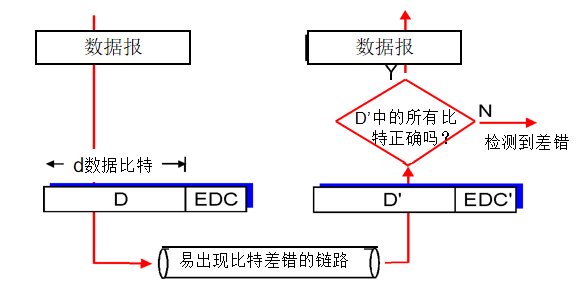 数据报
数据报
Y
D'中的所有比
特正确吗?
N
检测到差错
d数据比特
D
EDC
D'
EDC'
易出现比特差错的链路